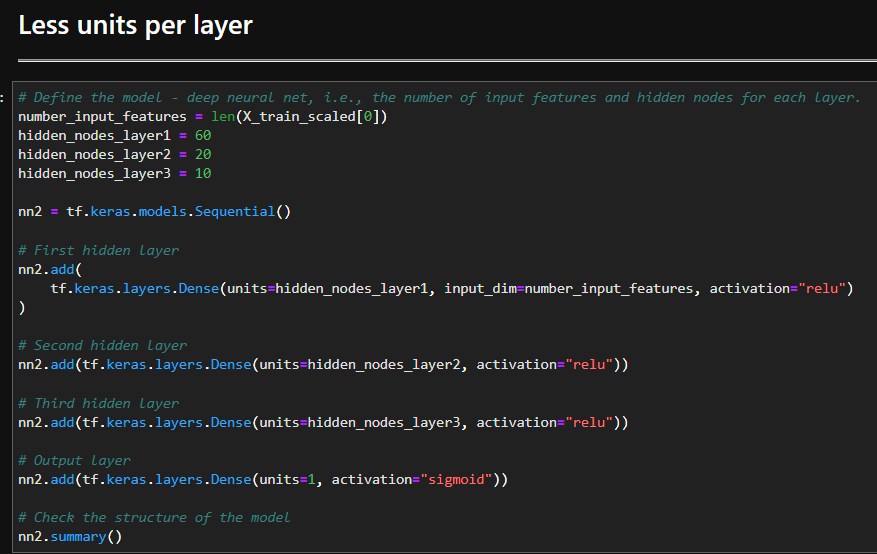 Less units per layer
:
# Define the model - deep neural net, i.e., the number of input features and hidden nodes for each layer.
number_input_features = len(X_train_scaled[0])
hidden_nodes_layer1 = 60
hidden_nodes_layer2 = 20
hidden_nodes_layer3 = 10

nn2 = tf.keras.models.Sequential()

# First hidden layer
nn2.add(
    tf.keras.layers.Dense(units=hidden_nodes_layer1, input_dim=number_input_features, activation="relu")
)

# Second hidden layer
nn2.add(tf.keras.layers.Dense(units=hidden_nodes_layer2, activation="relu"))

# Third hidden layer
nn2.add(tf.keras.layers.Dense(units=hidden_nodes_layer3, activation="relu"))

# Output layer
nn2.add(tf.keras.layers.Dense(units=1, activation="sigmoid"))

# Check the structure of the model
nn2.summary()